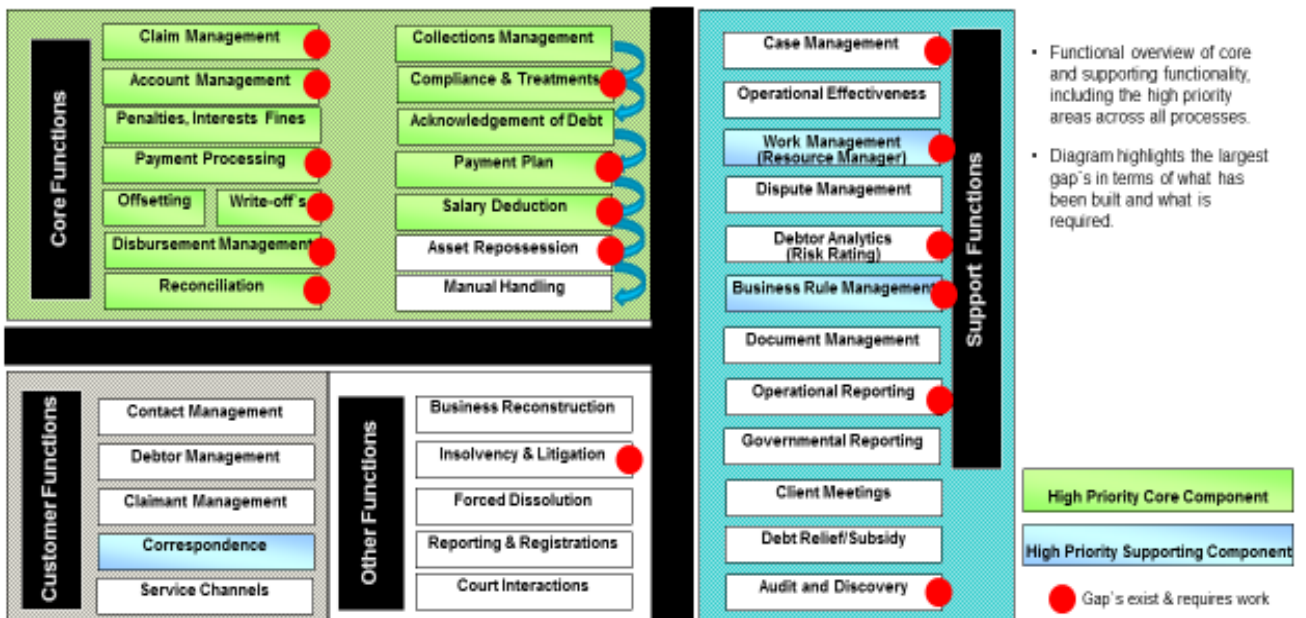 Core Functions
Claim Management
Account Management
Penalties, Interests Fines
Payment Processing
Offsetting
Write-off`s
Disbursement Management
Reconciliation
Collections Management
Compliance & Treatments
Acknowledgement of Debt
Payment Plan
Salary Deduction
Asset Repossession
Manual Handling
Customer Functions
Contact Management
Debtor Management
Claimant Management
Correspondence
Service Channels
Other Functions
Business Reconstruction
Insolvency & Litigation
Forced Dissolution
Reporting & Registrations
Court Interactions
Case Management
Operational Effectiveness
Work Management
(Resource Manager)
Dispute Management
Debtor Analytics
(Risk Rating)
Business Rule Management
Document Management
Operational Reporting
Governmental Reporting
Client Meetings
Debt Relief/Subsidy
Audit and Discovery
Support Functions
• Functional overview of core
and supporting functionality,
including the high priority
areas across all processes.
• Diagram highlights the largest
gap`s in terms of what has
been built and what is
required.
High Priority Core Component
High Priority Supporting Component
Gap`s exist & requires work